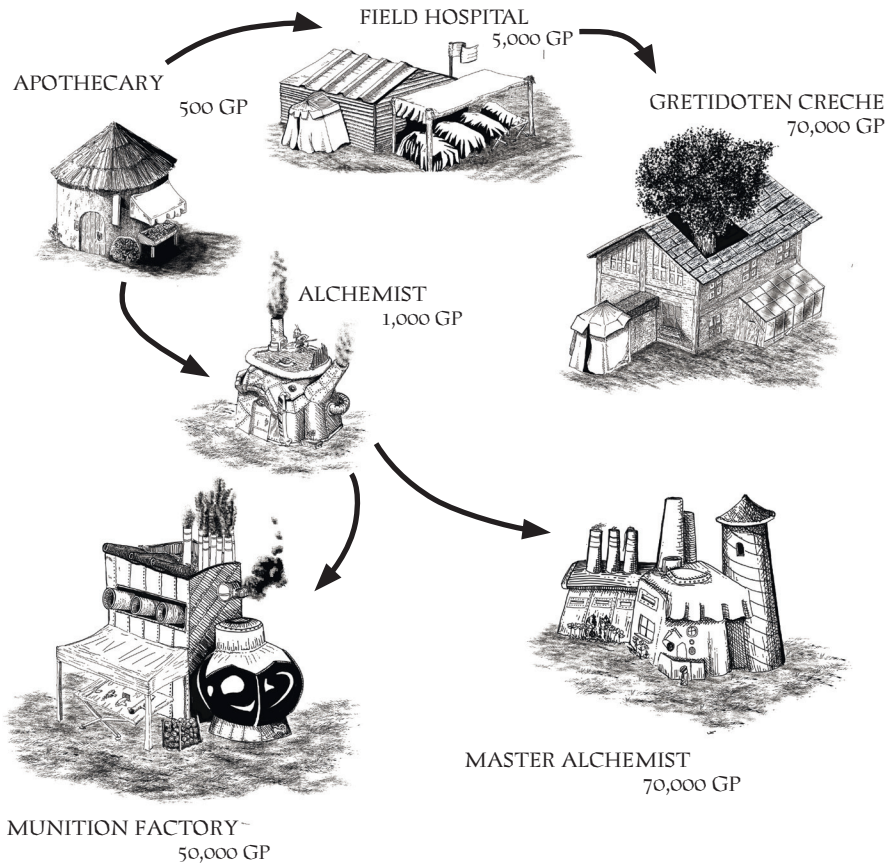 FIELD HOSPITAL
5,000 GP
APOTHECARY
500 GP
GRETIDOTEN CRECHE
70,000 GP
ALCHEMIST
1,000 GP
MASTER ALCHEMIST
70,000 GP
MUNITION FACTORY
50,000 GP